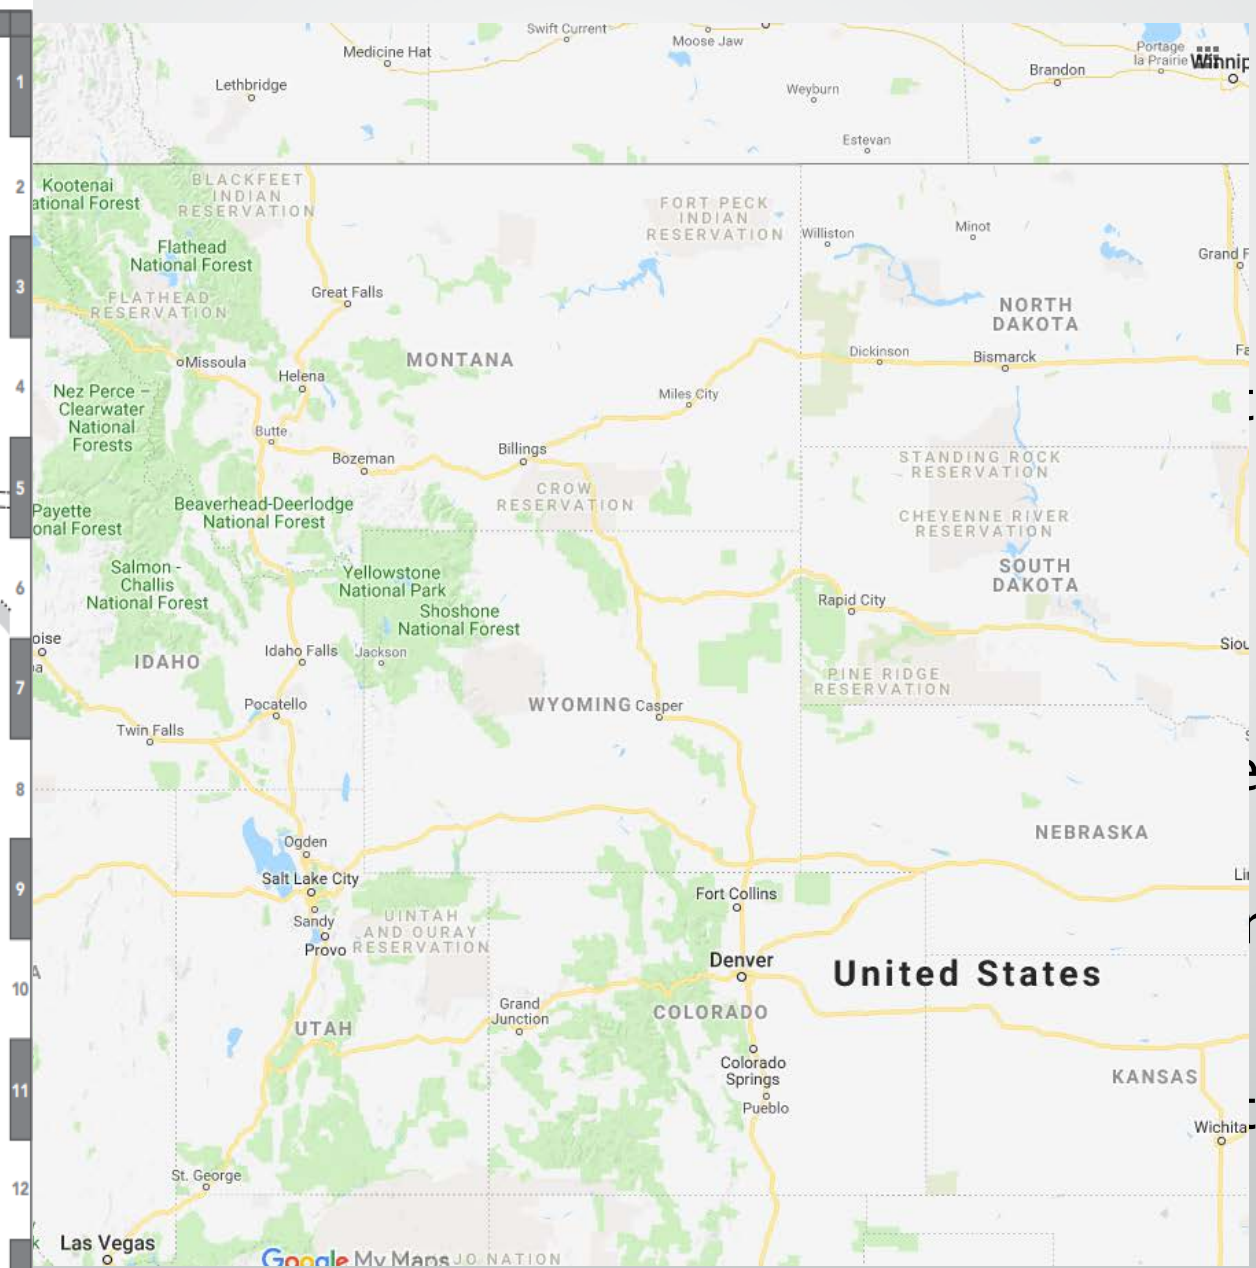 Swift Current
Moose Jaw
Medicine Hat
Portage
la Prairie
Winnip
Brandon
Lethbridge
Weyburn
Estevan
1
2
3
4
5
6
7
8
9
10
11
12
Kootenai
ational Forest
BLACKFEET
INDIAN
RESERVATION
FORT PECK
INDIAN
RESERVATION
Williston
Minot
Grand F
Flathead
National Forest
FLATHEAD
RESERVATION
Great Falls
NORTH
DAKOTA
Missoula
MONTANA
Dickinson
Bismarck
Fa
Helena
Nez Perce –
Clearwater
National
Forests
Miles City
Butte
Bozeman
Billings
STANDING ROCK
RESERVATION
CROW
RESERVATION
Payette
onal Forest
Beaverhead-Deerlodge
National Forest
CHEYENNE RIVER
RESERVATION
Salmon -
Challis
National Forest
Yellowstone
National Park
Shoshone
National Forest
SOUTH
DAKOTA
Rapid City
oise
na
IDAHO
Idaho Falls
Jackson
Siou
PINE RIDGE
RESERVATION
Pocatello
WYOMING
Casper
Twin Falls
NEBRASKA
Ogden
Salt Lake City
Lin
Fort Collins
Sandy
UINTAH
AND OURAY
RESERVATION
Provo
Denver
United States
A
Grand
Junction
COLORADO
UTAH
Colorado
Springs
KANSAS
Pueblo
Wichita
St. George
Las Vegas
k
Google My Maps
JO NATION